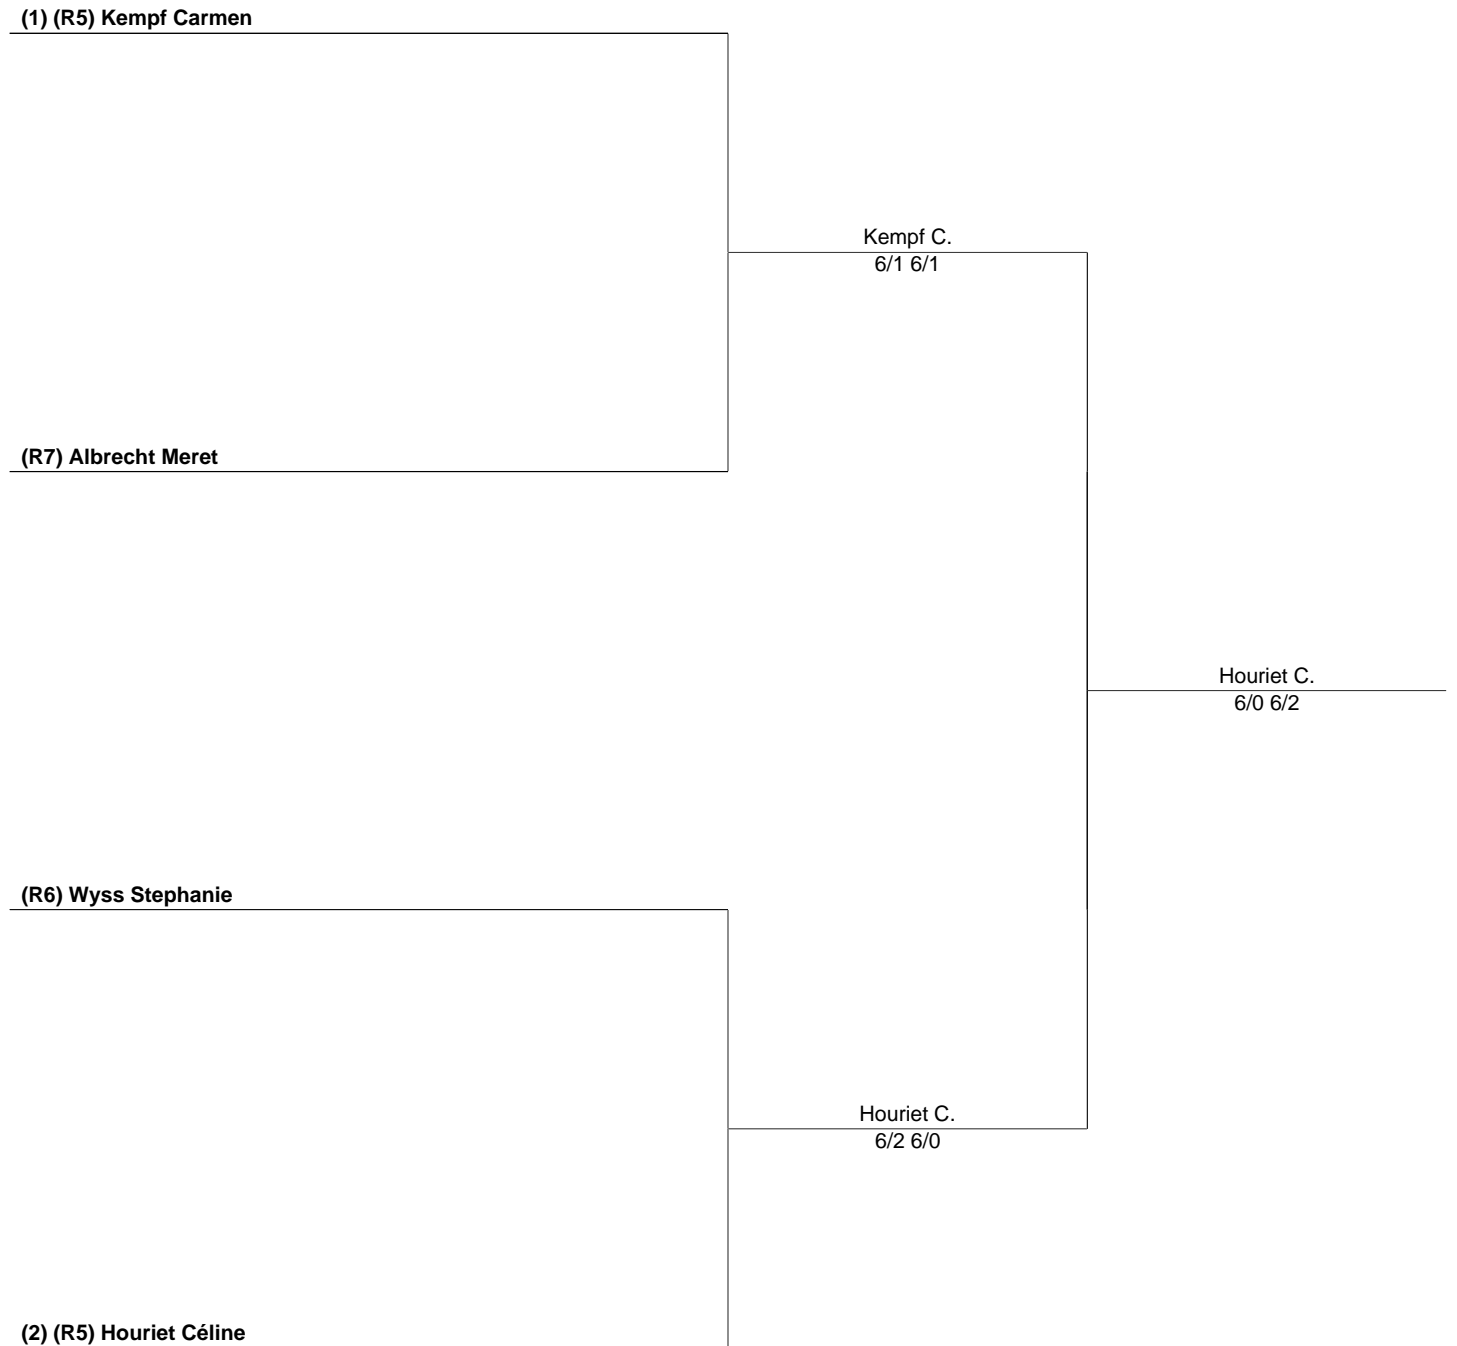 (1) (R5) Kempf Carmen
Kempf C.
6/1 6/1
(R7) Albrecht Meret
Houriet C.
6/0 6/2
(R6) Wyss Stephanie
Houriet C.
6/2 6/0
(2) (R5) Houriet Céline